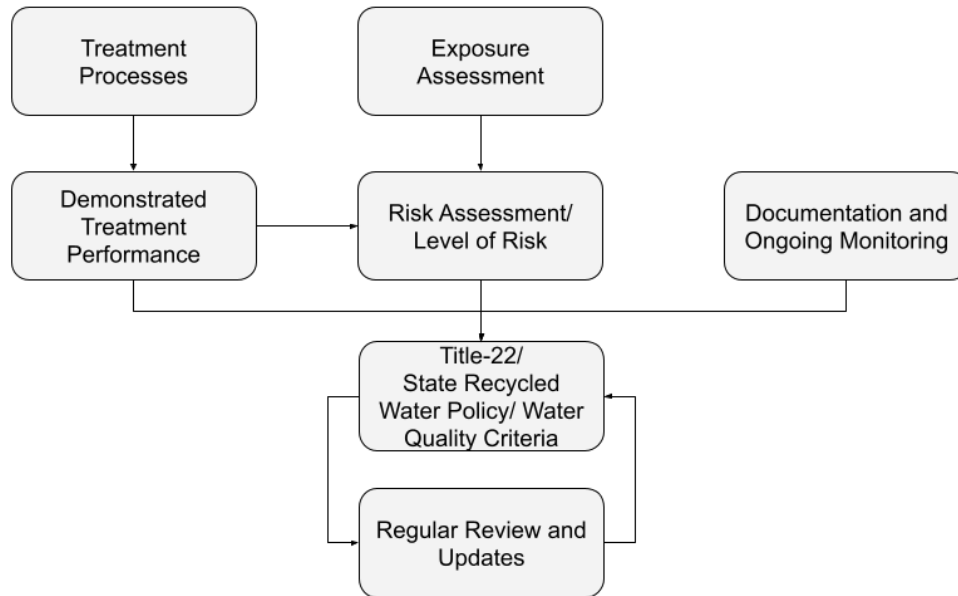 Treatment
Processes
Exposure
Assessment
Demonstrated
Treatment
Performance
Risk Assessment/
Level of Risk
Documentation and
Ongoing Monitoring
Title-22/
State Recycled
Water Policy/ Water
Quality Criteria
Regular Review and
Updates